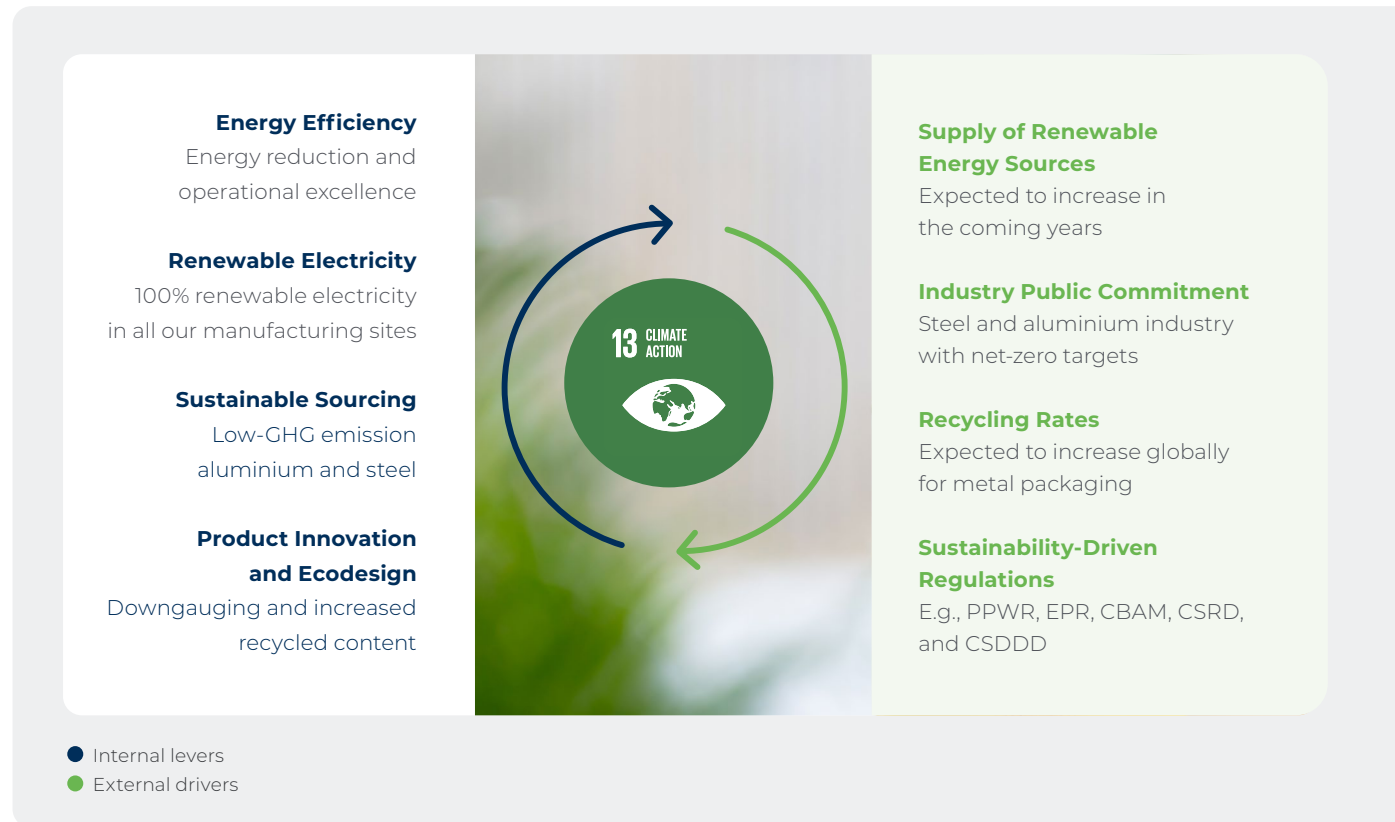 Energy Efficiency
Energy reduction and
operational excellence
Renewable Electricity
100% renewable electricity
in all our manufacturing sites
Sustainable Sourcing
Low-GHG emission
aluminium and steel
Product Innovation
and Ecodesign
Downgauging and increased
recycled content
13 CLIMATE
ACTION
Supply of Renewable
Energy Sources
Expected to increase in
the coming years
Industry Public Commitment
Steel and aluminium industry
with net-zero targets
Recycling Rates
Expected to increase globally
for metal packaging
Sustainability-Driven
Regulations
E.g., PPWR, EPR, CBAM, CSRD,
and CSDDD
Internal levers
External drivers